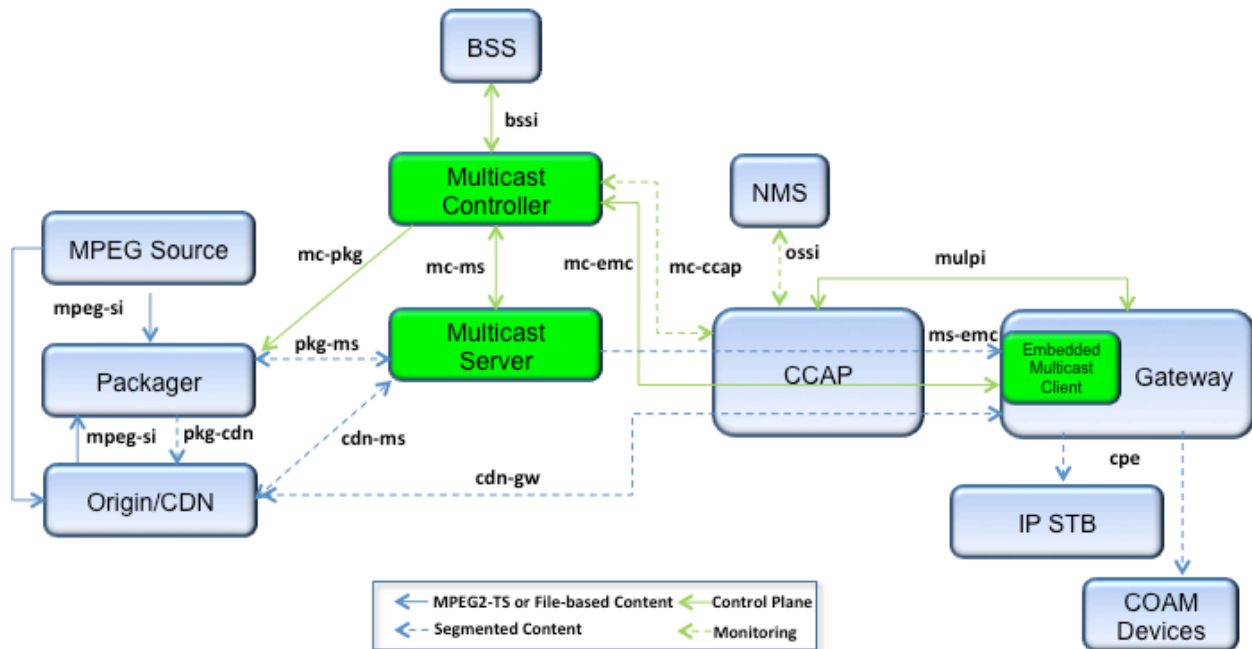 BSS
bssi
Multicast
Controller
NMS
MPEG Source
mc-pkg
mc-ms
mc-emc
mc-ccap
ossi
mulpi
mpeg-si
Multicast
Server
pkg-ms
ms-emc
Packager
CCAP
Embedded
Multicast
Client
Gateway
mpeg-si
pkg-cdn
cdn-ms
cpe
Origin/CDN
cdn-gw
IP STB
MPEG2-TS or File-based Content
Control Plane
Segmented Content
Monitoring
COAM
Devices